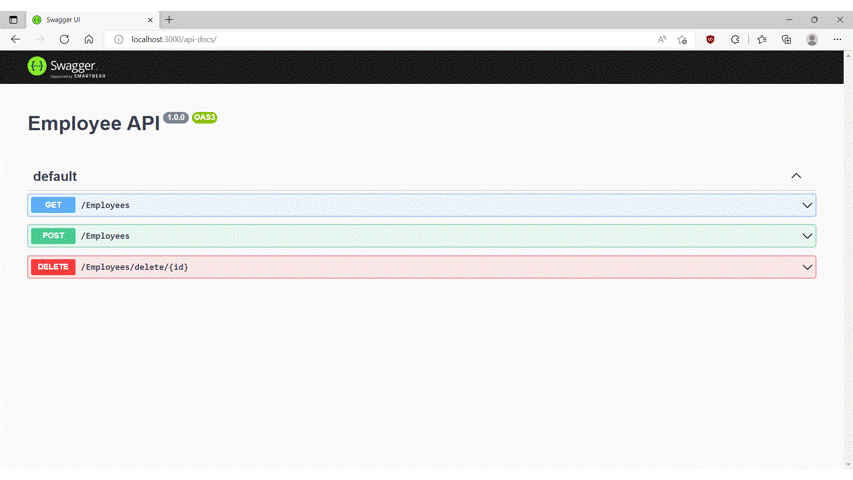 Swagger UI
localhost:3000/api-docs/
Swagger.
Supported by SMARTBEAR
Employee API 1.0.0 OAS3
default
GET /Employees
POST /Employees
DELETE /Employees/delete/{id}